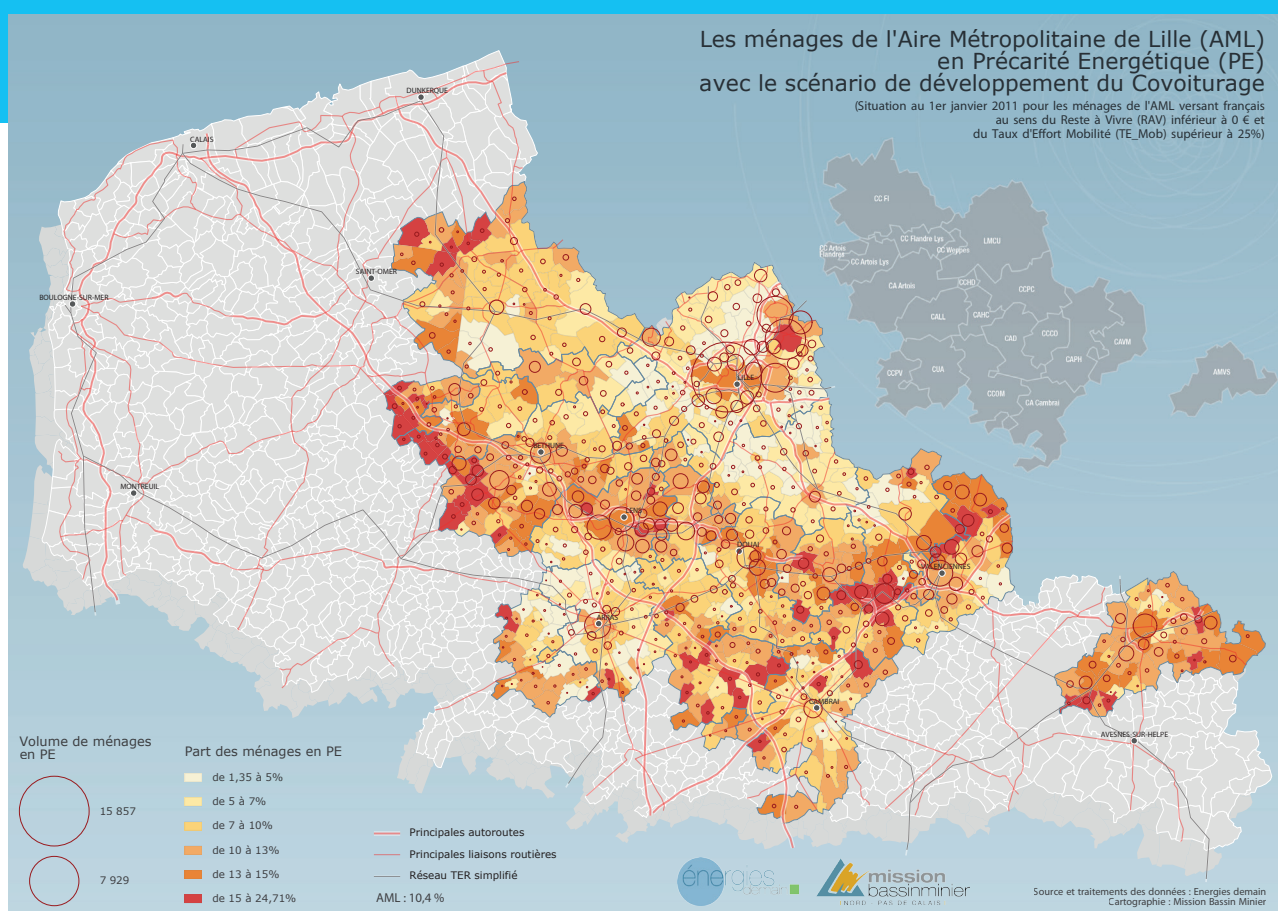 Les ménages de l'Aire Métropolitaine de Lille (AML)
en Précarité Energétique (PE)
avec le scénario de développement du Covoiturage
(Situation au 1er janvier 2011 pour les ménages de l'AML versant français
au sens du Reste à Vivre (RAV) inférieur à 0 € et
du Taux d'Effort Mobilité (TE_Mob) supérieur à 25%)
DUNKERQUE
CALAIS
SAINT-OMER
BOULOGNE-SUR-MER
MONTREUIL
LILLE
BETHUNE
LENS
DOUAI
VALENCIENNES
ARRAS
CAMBRAI
AVESNES-SUR-HELPE
CC FI
CC Flandre Lys
LMCU
CC Weppes
CC Artois
Flandres
CC Artois Lys
CA Artois
CCHD
CCPC
CALL
CAHC
CAD
CCCO
CAVM
CAPH
CCPV
CUA
CCOM
CA Cambrai
AMVS
Volume de ménages
en PE
15 857
7 929
Part des ménages en PE
de 1,35 à 5%
de 5 à 7%
de 7 à 10%
de 10 à 13%
de 13 à 15%
de 15 à 24,71%
Principales autoroutes
Principales liaisons routières
Réseau TER simplifié
AML : 10,4 %
énergies
demain
mission
bassinminier
NORD - PAS DE CALAIS
Source et traitements des données : Energies demain
Cartographie : Mission Bassin Minier